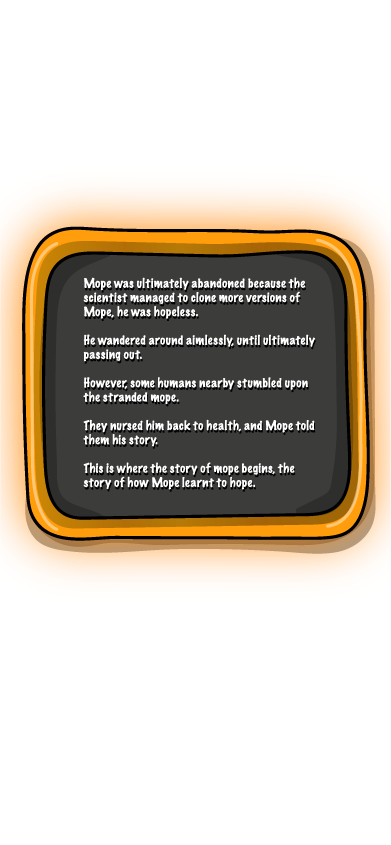 Mope was ultimately abandoned because the
scientist managed to clone more versions of
Mope, he was hopeless.
He wandered around aimlessly, until ultimately
passing out.
However, some humans nearby stumbled upon
the stranded mope.
They nursed him back to health, and Mope told
them his story.
This is where the story of mope begins, the
story of how Mope learnt to hope.